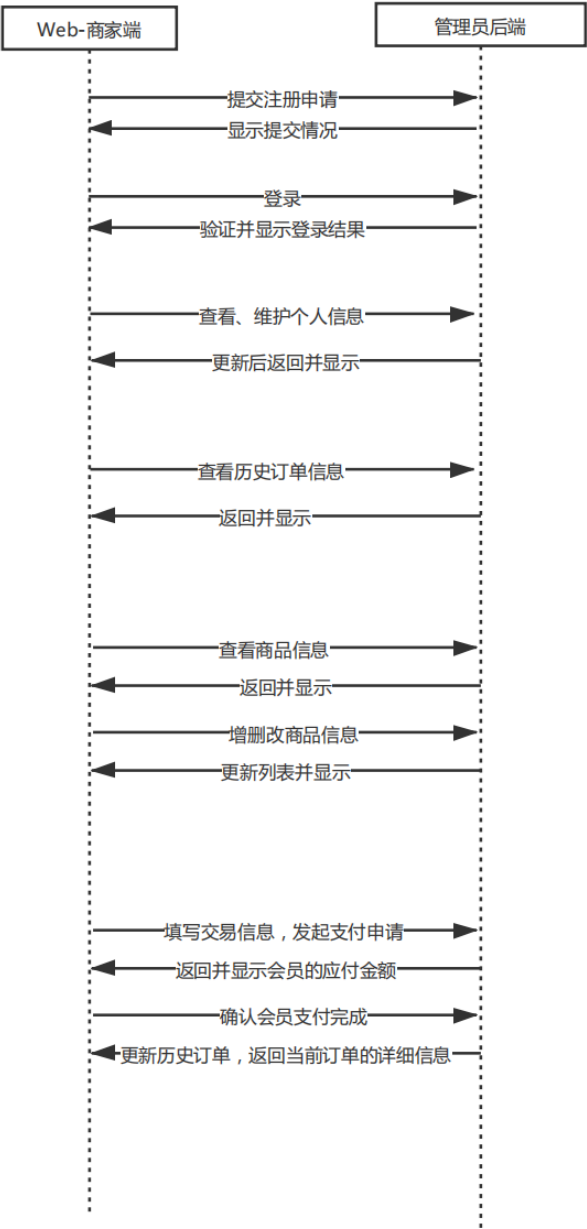 Web-商家端
管理员后端
提交注册申请
显示提交情况
登录
验证并显示登录结果
查看、维护个人信息
更新后返回并显示
查看历史订单信息
返回并显示
查看商品信息
返回并显示
增删改商品信息
更新列表并显示
填写交易信息，发起支付申请
返回并显示会员的应付金额
确认会员支付完成
更新历史订单，返回当前订单的详细信息